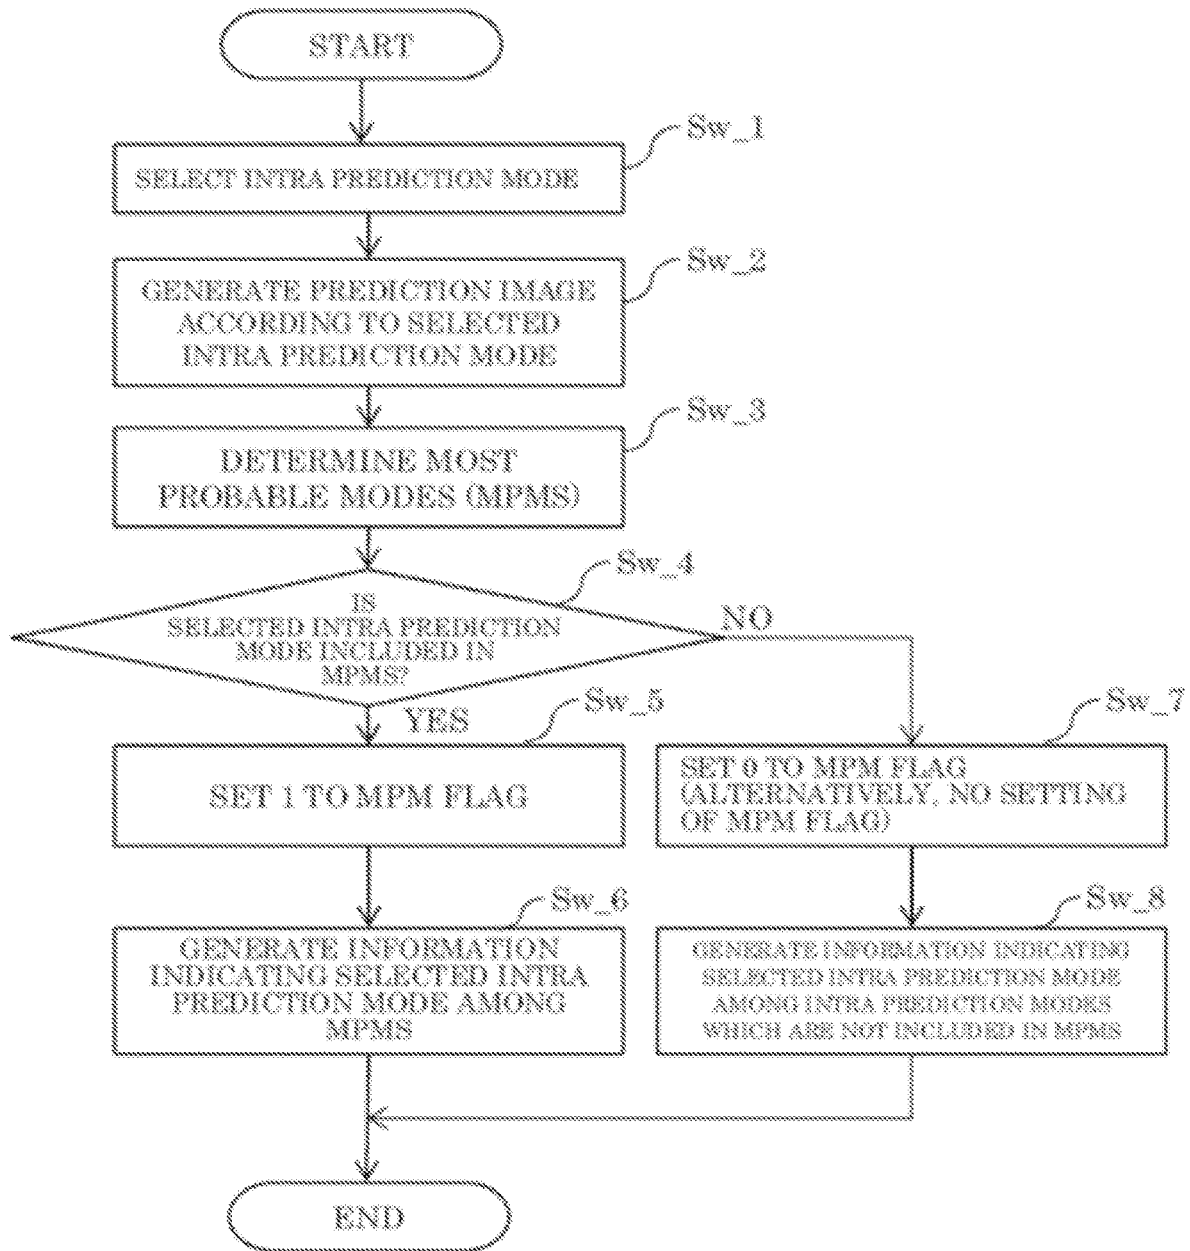 START
Sw_1
SELECT INTRA PREDICTION MODE
Sw_2
GENERATE PREDICTION IMAGE
ACCORDING TO SELECTED
INTRA PREDICTION MODE
Sw_3
DETERMINE MOST
PROBABLE MODES (MPMS)
Sw_4
IS
SELECTED INTRA PREDICTION
MODE INCLUDED IN
MPMS?
NO
YES
Sw_5
SET 1 TO MPM FLAG
Sw_7
SET 0 TO MPM FLAG
(ALTERNATIVELY, NO SETTING
OF MPM FLAG)
Sw_6
GENERATE INFORMATION
INDICATING SELECTED INTRA
PREDICTION MODE AMONG
MPMS
Sw_8
GENERATE INFORMATION INDICATING
SELECTED INTRA PREDICTION MODE
AMONG INTRA PREDICTION MODES
WHICH ARE NOT INCLUDED IN MPMS
END